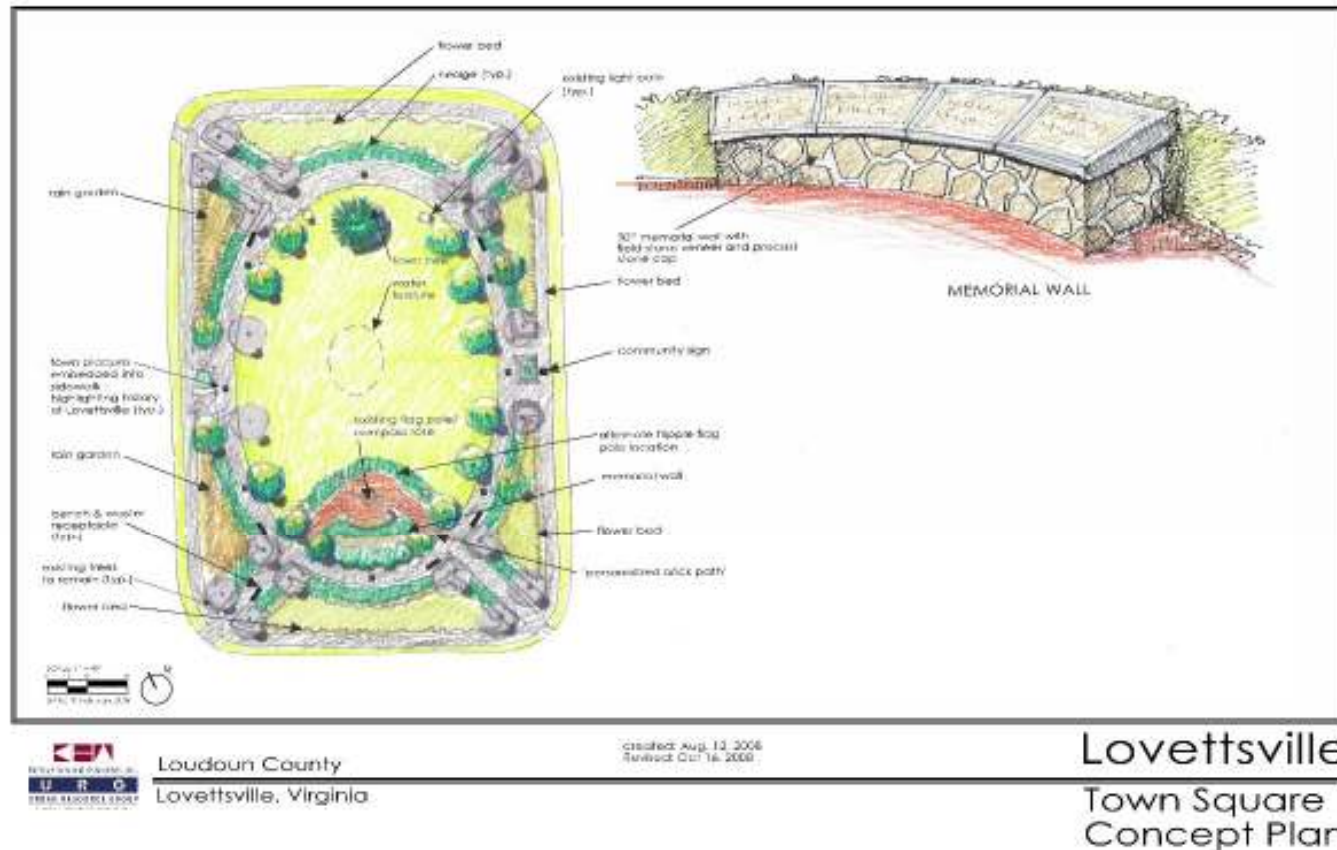 flower bed
hedge (typ.)
existing light pole
(typ.)
rain garden
town tree
water
feature
30" memorial wall with
field stone veneer and precast
stone cap
MEMORIAL WALL
flower bed
community sign
town
embedded into
sidewalk
highlighting history
of Lovettsville (typ.)
existing flag pole/
compass rose
alternate flag
pole location
memorial wall
rain garden
bench & waste
receptacle
(typ.)
flower bed
personalized brick path
existing trees
to remain (typ.)
flower bed
N
URG
Loudoun County
Lovettsville, Virginia
created: Aug. 12, 2008
Revised: Oct 16, 2008
Lovettsville
Town Square
Concept Plan